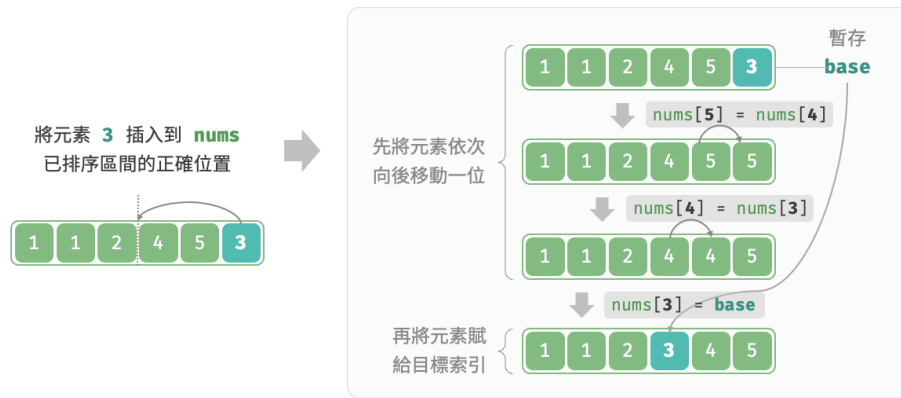 將元素 3 插入到 nums
已排序區間的正確位置
1 1 2 4 5 3
先將元素依次
向後移動一位
1 1 2 4 5 3
暫存
base
nums[5] = nums[4]
1 1 2 4 5 5
nums[4] = nums[3]
1 1 2 4 4 5
nums[3] = base
再將元素賦
給目標索引
1 1 2 3 4 5